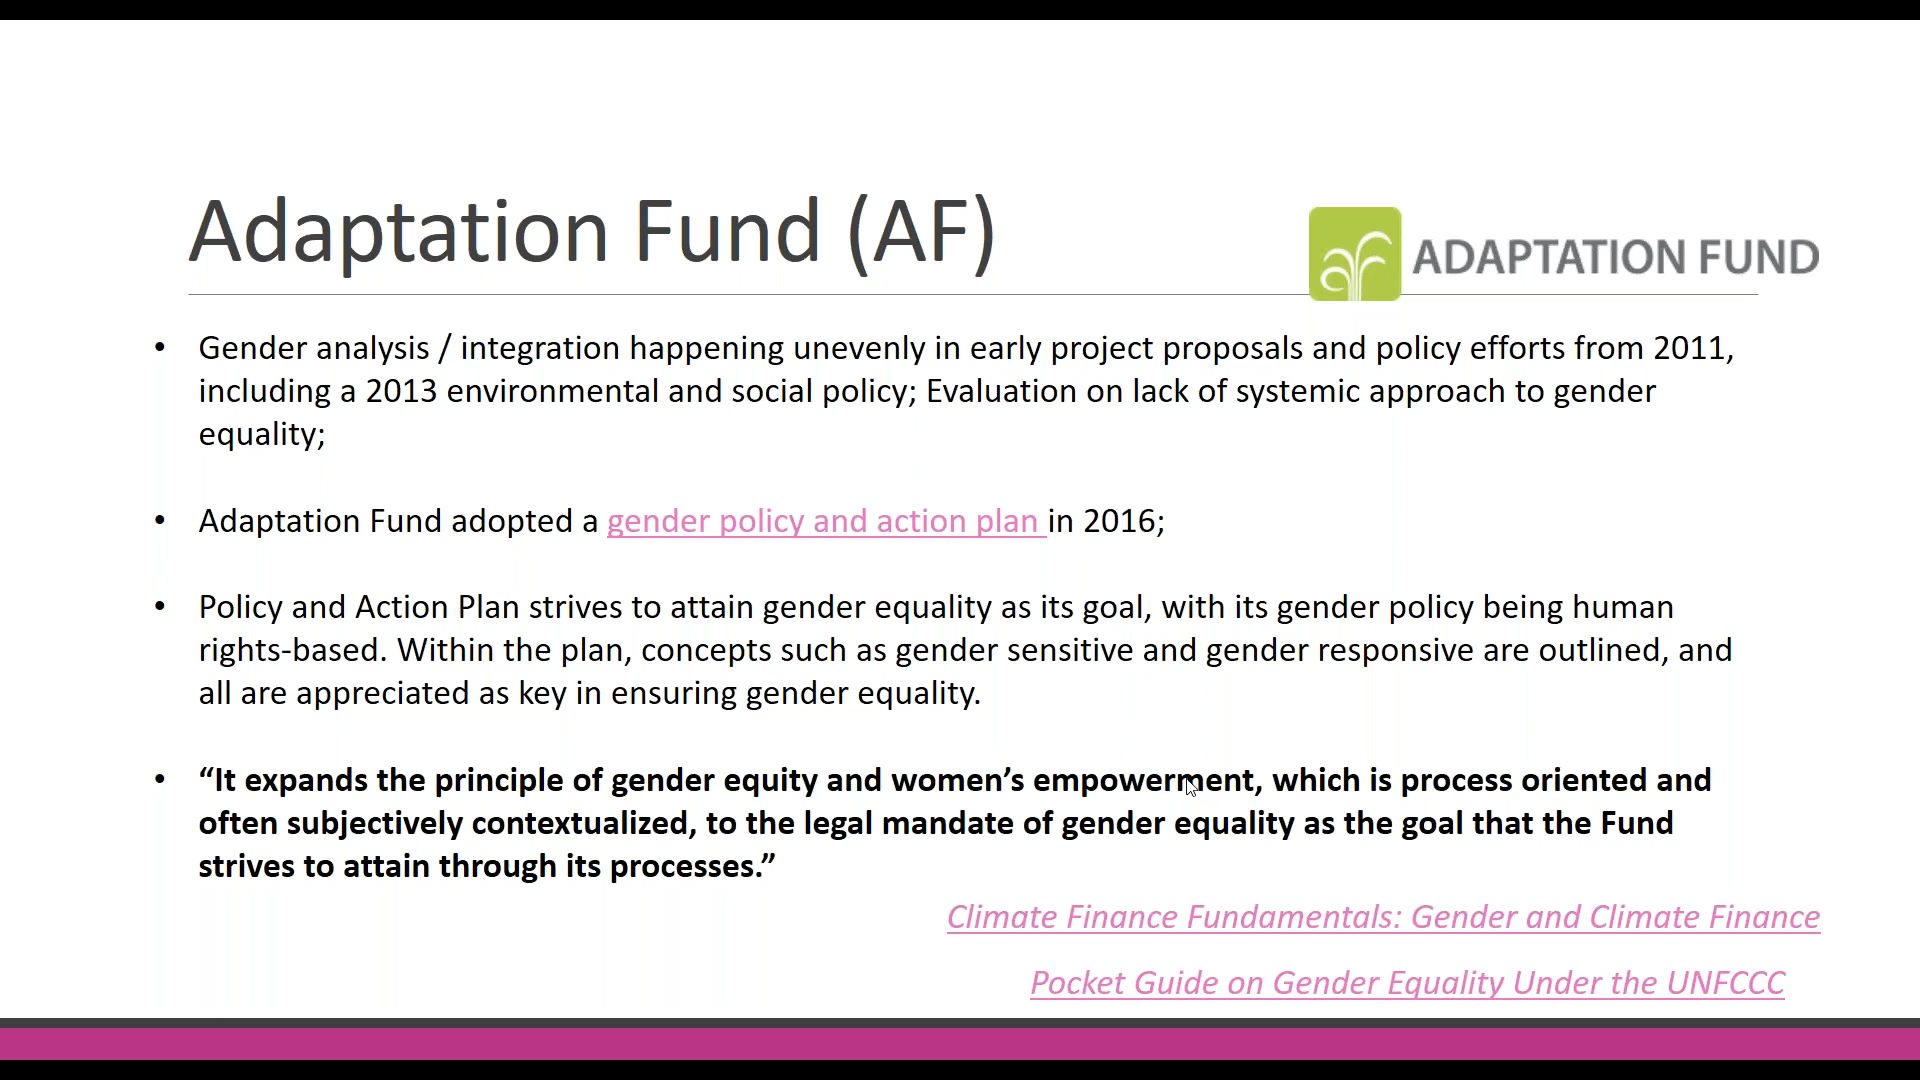 Adaptation Fund (AF)
af ADAPTATION FUND
• Gender analysis / integration happening unevenly in early project proposals and policy efforts from 2011,
including a 2013 environmental and social policy; Evaluation on lack of systemic approach to gender
equality;
• Adaptation Fund adopted a gender policy and action plan in 2016;
• Policy and Action Plan strives to attain gender equality as its goal, with its gender policy being human
rights-based. Within the plan, concepts such as gender sensitive and gender responsive are outlined, and
all are appreciated as key in ensuring gender equality.
• “It expands the principle of gender equity and women’s empowerment, which is process oriented and
often subjectively contextualized, to the legal mandate of gender equality as the goal that the Fund
strives to attain through its processes.”
Climate Finance Fundamentals: Gender and Climate Finance
Pocket Guide on Gender Equality Under the UNFCCC